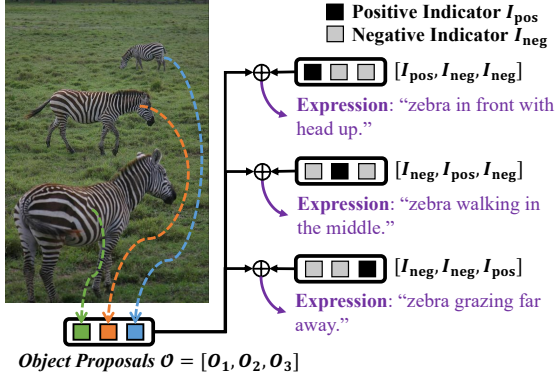 Positive Indicator I_pos
Negative Indicator I_neg
[I_pos, I_neg, I_neg]
Expression: “zebra in front with
head up.”
[I_neg, I_pos, I_neg]
Expression: “zebra walking in
the middle.”
[I_neg, I_neg, I_pos]
Expression: “zebra grazing far
away.”
Object Proposals 𝒪 = [O_1, O_2, O_3]